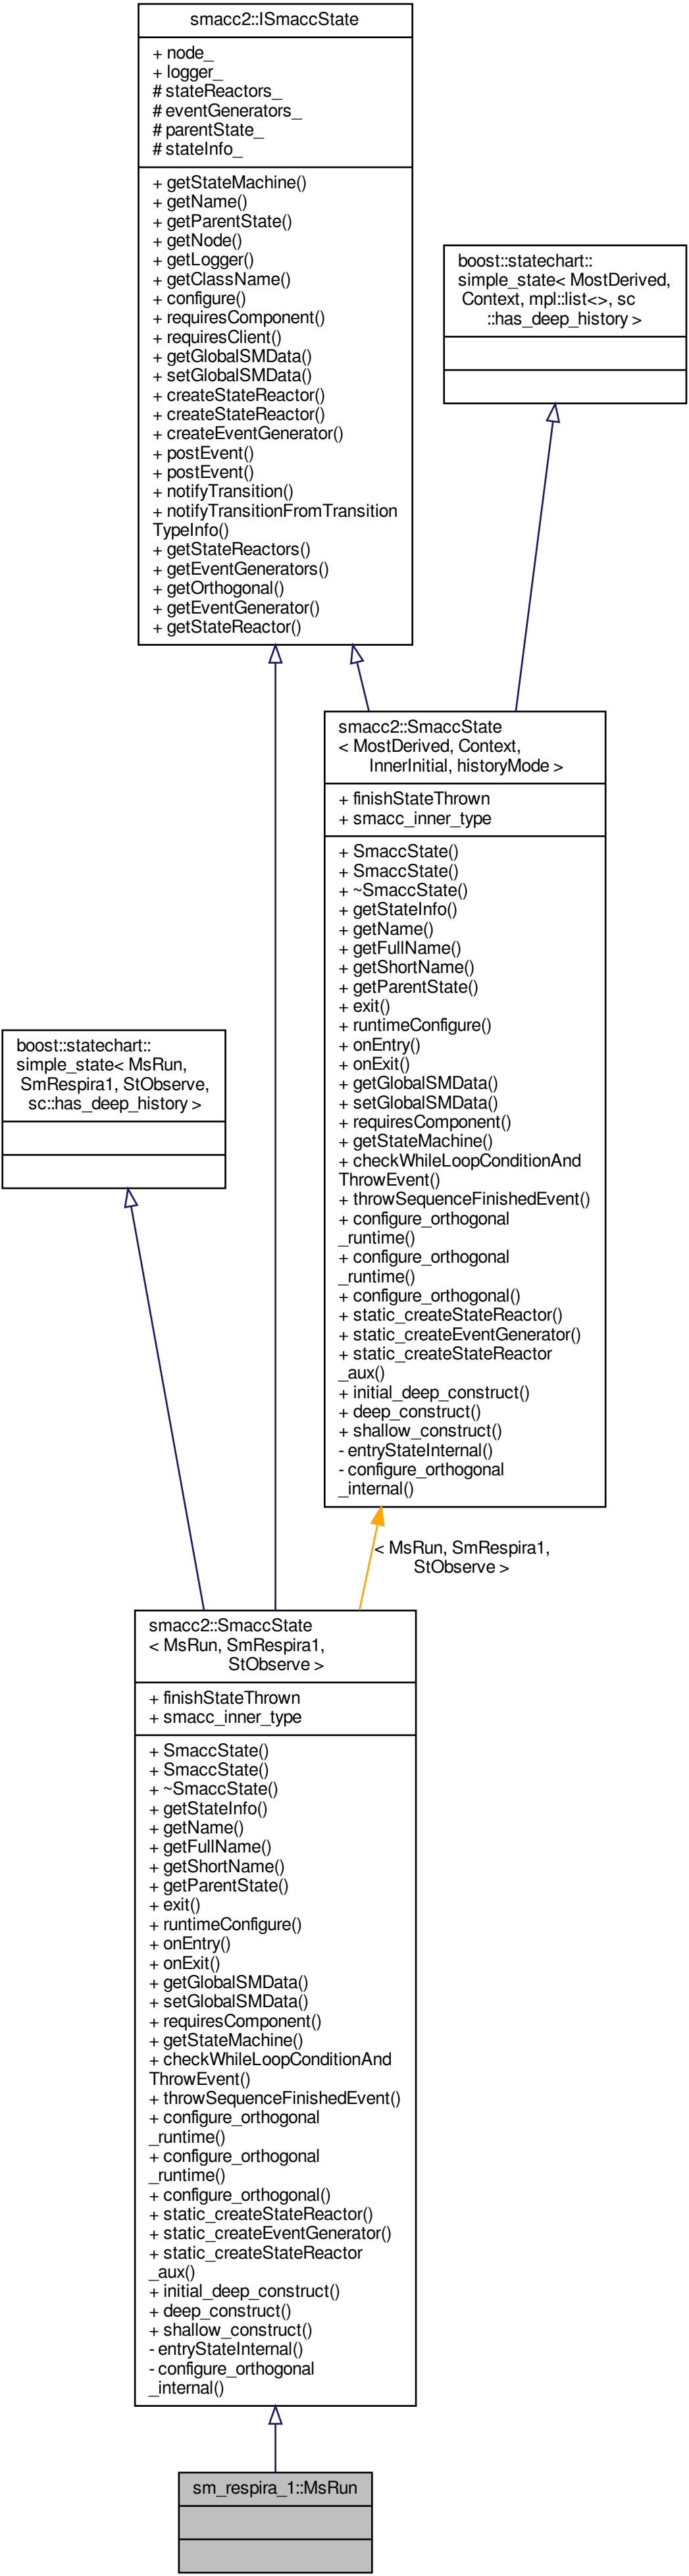 smacc2::ISmaccState
+ node_
+ logger_
# stateReactors_
# eventGenerators_
# parentState_
# stateInfo_
+ getStateMachine()
+ getName()
+ getParentState()
+ getNode()
+ getLogger()
+ getClassName()
+ configure()
+ requiresComponent()
+ requiresClient()
+ getGlobalSMData()
+ setGlobalSMData()
+ createStateReactor()
+ createStateReactor()
+ createEventGenerator()
+ postEvent()
+ postEvent()
+ notifyTransition()
+ notifyTransitionFromTransition
TypeInfo()
+ getStateReactors()
+ getEventGenerators()
+ getOrthogonal()
+ getEventGenerator()
+ getStateReactor()
boost::statechart::
simple_state< MostDerived,
Context, mpl::list<>, sc
::has_deep_history >
smacc2::SmaccState
< MostDerived, Context,
InnerInitial, historyMode >
+ finishStateThrown
+ smacc_inner_type
+ SmaccState()
+ SmaccState()
+ ~SmaccState()
+ getStateInfo()
+ getName()
+ getFullName()
+ getShortName()
+ getParentState()
+ exit()
+ runtimeConfigure()
+ onEntry()
+ onExit()
+ getGlobalSMData()
+ setGlobalSMData()
+ requiresComponent()
+ getStateMachine()
+ checkWhileLoopConditionAnd
ThrowEvent()
+ throwSequenceFinishedEvent()
+ configure_orthogonal
_runtime()
+ configure_orthogonal
_runtime()
+ configure_orthogonal()
+ static_createStateReactor()
+ static_createEventGenerator()
+ static_createStateReactor
_aux()
+ initial_deep_construct()
+ deep_construct()
+ shallow_construct()
- entryStateInternal()
- configure_orthogonal
_internal()
boost::statechart::
simple_state< MsRun,
SmRespira1, StObserve,
sc::has_deep_history >
< MsRun, SmRespira1,
StObserve >
smacc2::SmaccState
< MsRun, SmRespira1,
StObserve >
+ finishStateThrown
+ smacc_inner_type
+ SmaccState()
+ SmaccState()
+ ~SmaccState()
+ getStateInfo()
+ getName()
+ getFullName()
+ getShortName()
+ getParentState()
+ exit()
+ runtimeConfigure()
+ onEntry()
+ onExit()
+ getGlobalSMData()
+ setGlobalSMData()
+ requiresComponent()
+ getStateMachine()
+ checkWhileLoopConditionAnd
ThrowEvent()
+ throwSequenceFinishedEvent()
+ configure_orthogonal
_runtime()
+ configure_orthogonal
_runtime()
+ configure_orthogonal()
+ static_createStateReactor()
+ static_createEventGenerator()
+ static_createStateReactor
_aux()
+ initial_deep_construct()
+ deep_construct()
+ shallow_construct()
- entryStateInternal()
- configure_orthogonal
_internal()
sm_respira_1::MsRun